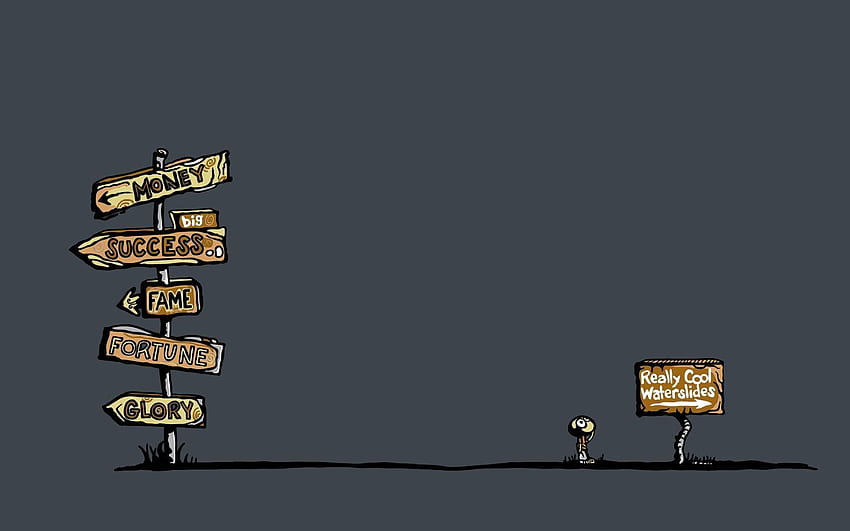 MONEY
big
SUCCESS
FAME
FORTUNE
GLORY
Really Cool
Waterslides